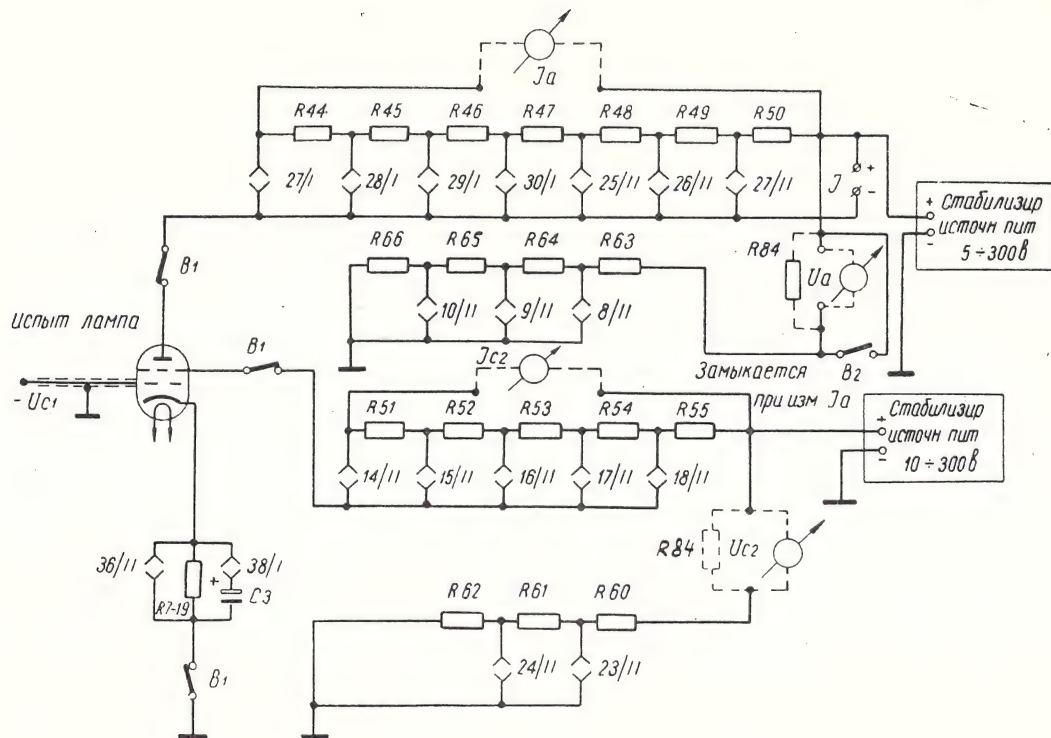 Ja
R44 R45 R46 R47 R48 R49 R50
27/I 28/I 29/I 30/I 25/II 26/II 27/II
J
+
-
+ Стабилизир
источн пит
- 5÷300в
B1
R66 R65 R64 R63
R84
Ua
10/II 9/II 8/II
Испыт лампа
B1
Jc2
Замыкается
B2
при изм Ja
- Uc1
R51 R52 R53 R54 R55
+ Стабилизир
источн пит
- 10÷300в
14/II 15/II 16/II 17/II 18/II
R84
Uc2
36/II
38/I
+
R7-19
C3
R62 R61 R60
24/II 23/II
B1